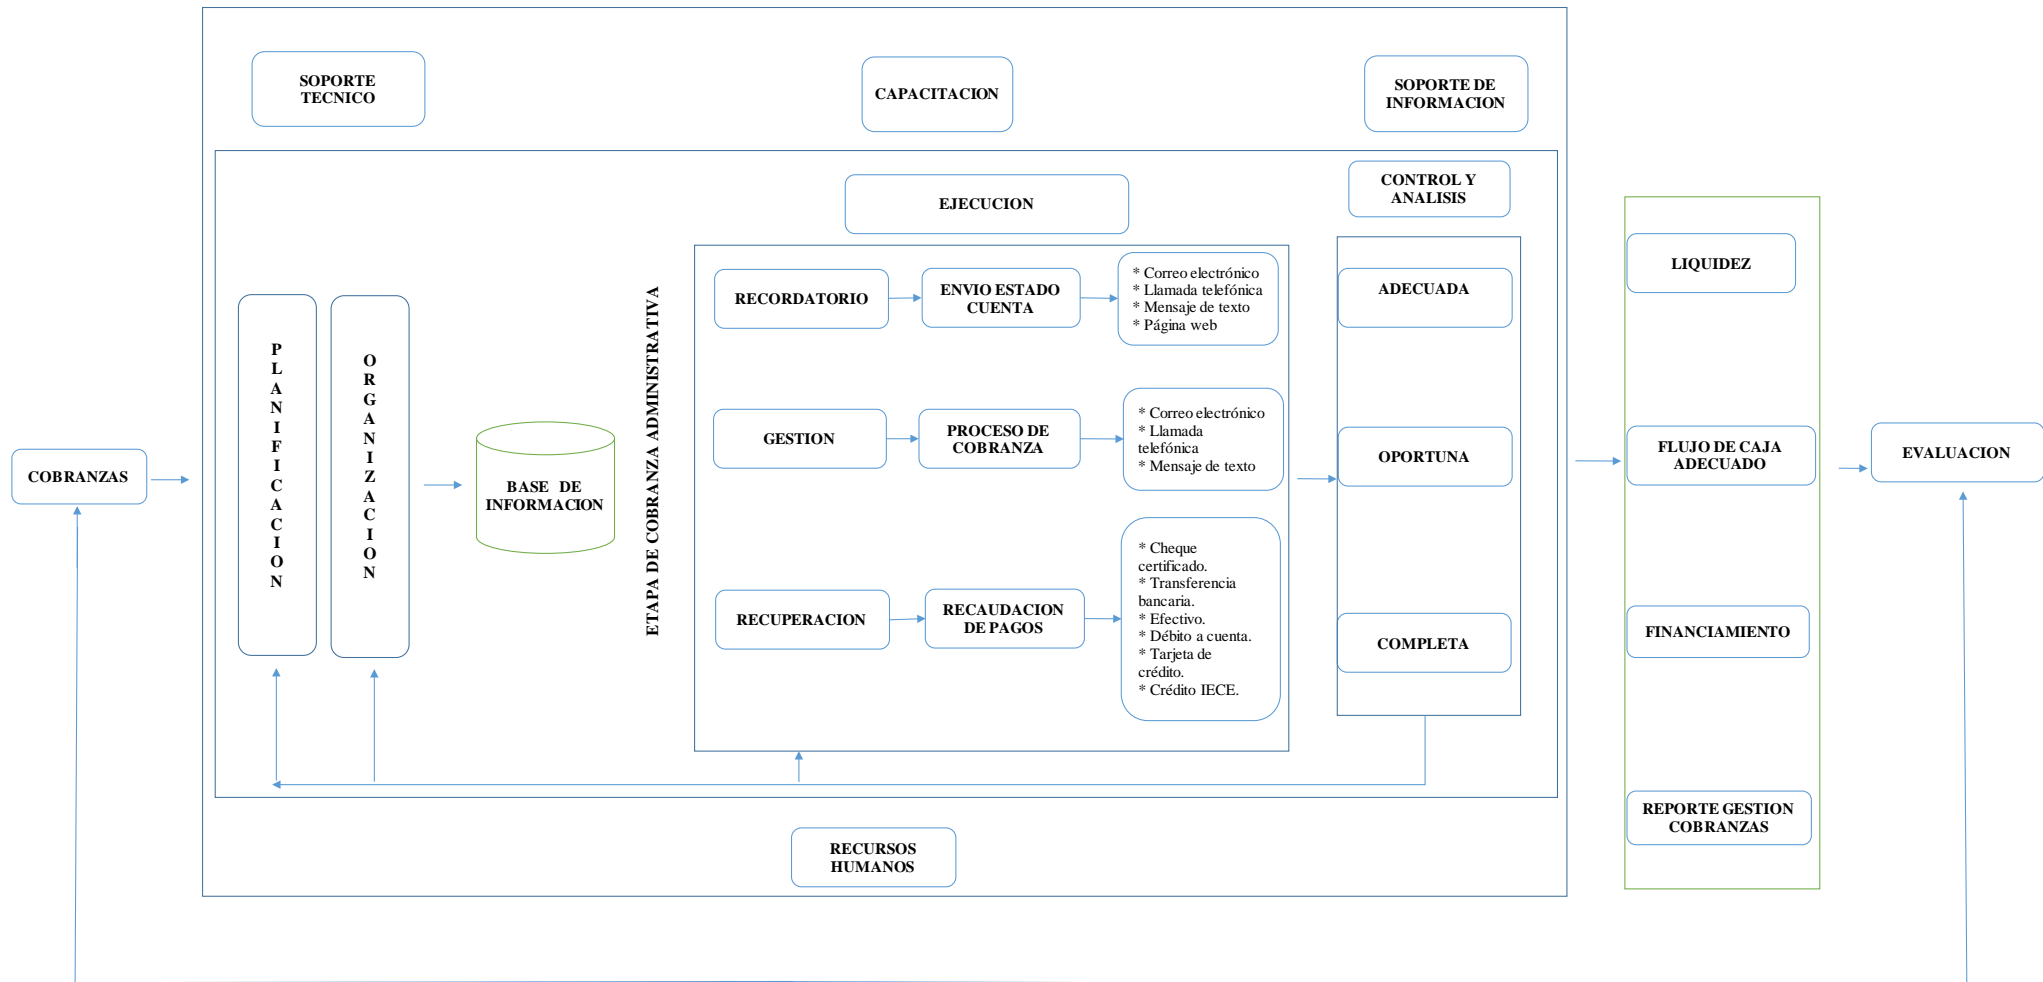 SOPORTE
TECNICO
CAPACITACION
SOPORTE DE
INFORMACION
CONTROL Y
ANALISIS
EJECUCION
COBRANZAS
PLANIFICACION
ORGANIZACION
BASE DE
INFORMACION
ETAPA DE COBRANZA ADMINISTRATIVA
RECORDATORIO
ENVIO ESTADO
CUENTA
* Correo electrónico
* Llamada telefónica
* Mensaje de texto
* Página web
GESTION
PROCESO DE
COBRANZA
* Correo electrónico
* Llamada
telefónica
* Mensaje de texto
RECUPERACION
RECAUDACION
DE PAGOS
* Cheque
certificado.
* Transferencia
bancaria.
* Efectivo.
* Débito a cuenta.
* Tarjeta de
crédito.
* Crédito IECE.
ADECUADA
OPORTUNA
COMPLETA
LIQUIDEZ
FLUJO DE CAJA
ADECUADO
FINANCIAMIENTO
REPORTE GESTION
COBRANZAS
EVALUACION
RECURSOS
HUMANOS